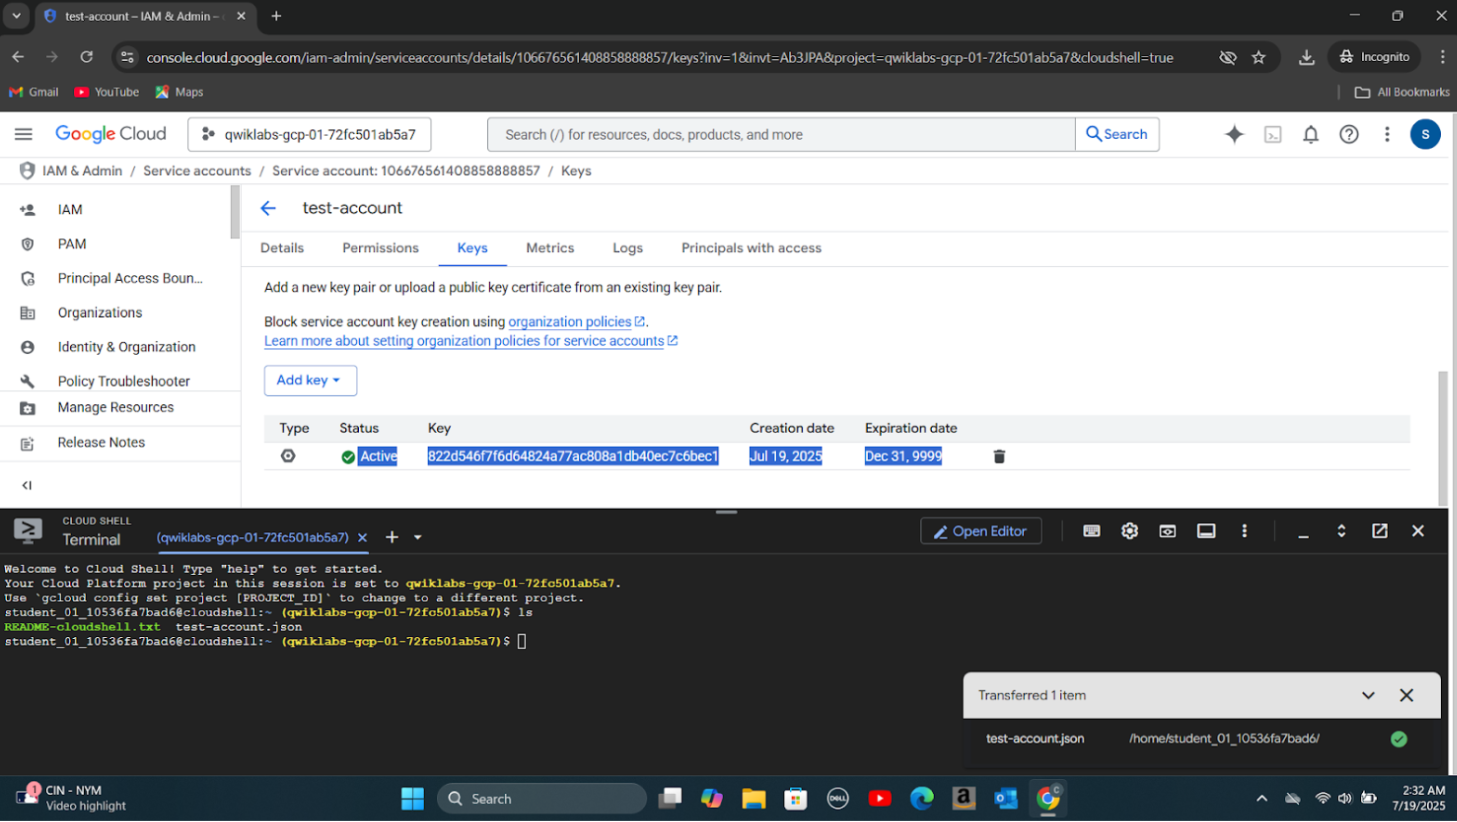 test-account – IAM & Admin –
console.cloud.google.com/iam-admin/serviceaccounts/details/106676561408858888857/keys?inv=1&invt=Ab3JPA&project=qwiklabs-gcp-01-72fc501ab5a7&cloudshell=true
Incognito
Gmail YouTube Maps
All Bookmarks
Google Cloud
qwiklabs-gcp-01-72fc501ab5a7
Search (/) for resources, docs, products, and more
Search
S
IAM & Admin / Service accounts / Service account: 106676561408858888857 / Keys
IAM
PAM
Principal Access Boun...
Organizations
Identity & Organization
Policy Troubleshooter
Manage Resources
Release Notes
test-account
Details Permissions Keys Metrics Logs Principals with access
Add a new key pair or upload a public key certificate from an existing key pair.
Block service account key creation using organization policies.
Learn more about setting organization policies for service accounts
Add key
Type Status Key Creation date Expiration date
Active 822d546f7f6d64824a77ac808a1db40ec7c6bec1 Jul 19, 2025 Dec 31, 9999
CLOUD SHELL
Terminal
(qwiklabs-gcp-01-72fc501ab5a7)
Open Editor
Welcome to Cloud Shell! Type "help" to get started.
Your Cloud Platform project in this session is set to qwiklabs-gcp-01-72fc501ab5a7.
Use `gcloud config set project [PROJECT_ID]` to change to a different project.
student_01_10536fa7bad6@cloudshell:~ (qwiklabs-gcp-01-72fc501ab5a7)$ ls
README-cloudshell.txt test-account.json
student_01_10536fa7bad6@cloudshell:~ (qwiklabs-gcp-01-72fc501ab5a7)$
Transferred 1 item
test-account.json /home/student_01_10536fa7bad6/
1
CIN - NYM
Video highlight
Search
DELL
2:32 AM
7/19/2025